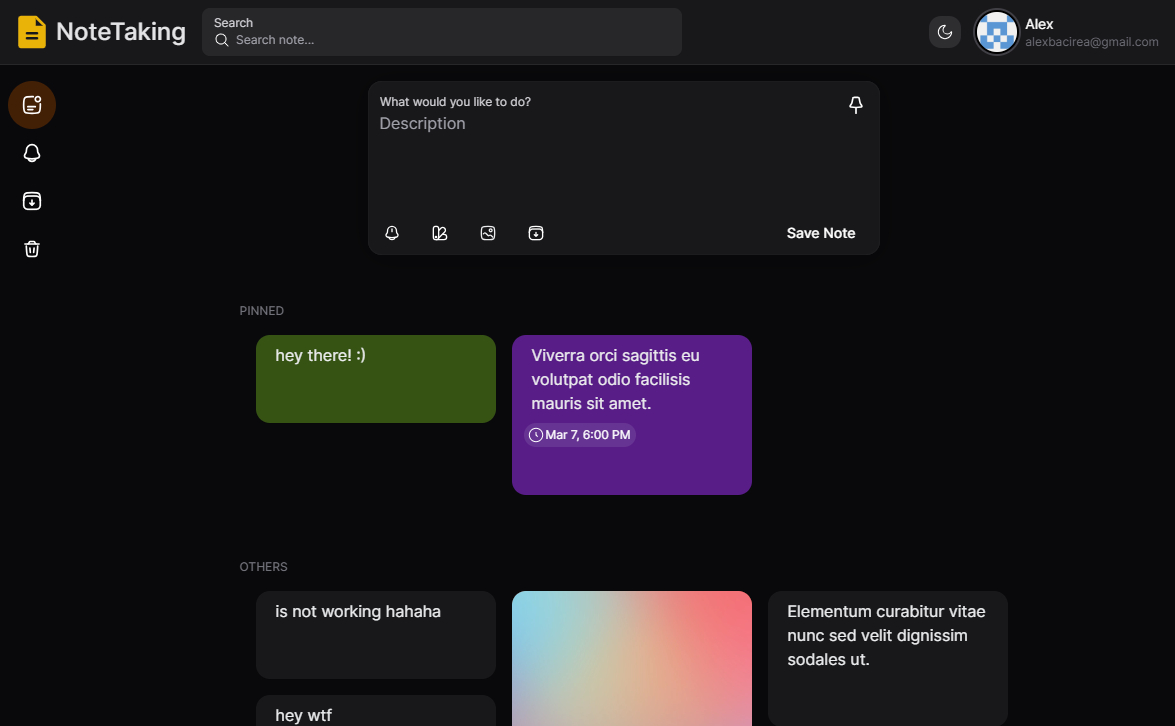 NoteTaking
Search
Search note...
Alex
alexbacirea@gmail.com
What would you like to do?
Description
Save Note
PINNED
hey there! :)
Viverra orci sagittis eu
volutpat odio facilisis
mauris sit amet.
Mar 7, 6:00 PM
OTHERS
is not working hahaha
hey wtf
Elementum curabitur vitae
nunc sed velit dignissim
sodales ut.